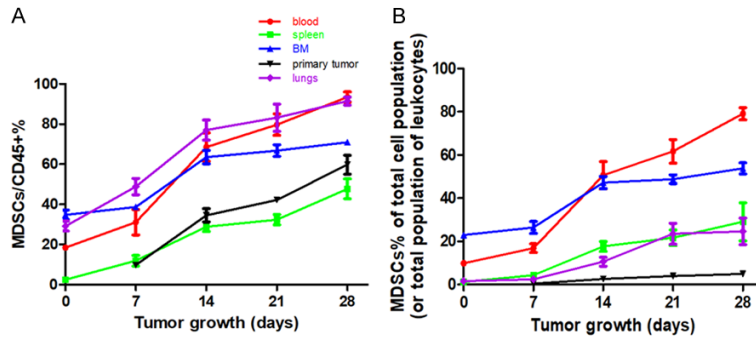 A
blood
spleen
BM
primary tumor
lungs
MDSCs/CD45+%
100
80
60
40
20
0
0 7 14 21 28
Tumor growth (days)
B
MDSCs% of total cell population
(or total population of leukocytes)
100
80
60
40
20
0
0 7 14 21 28
Tumor growth (days)